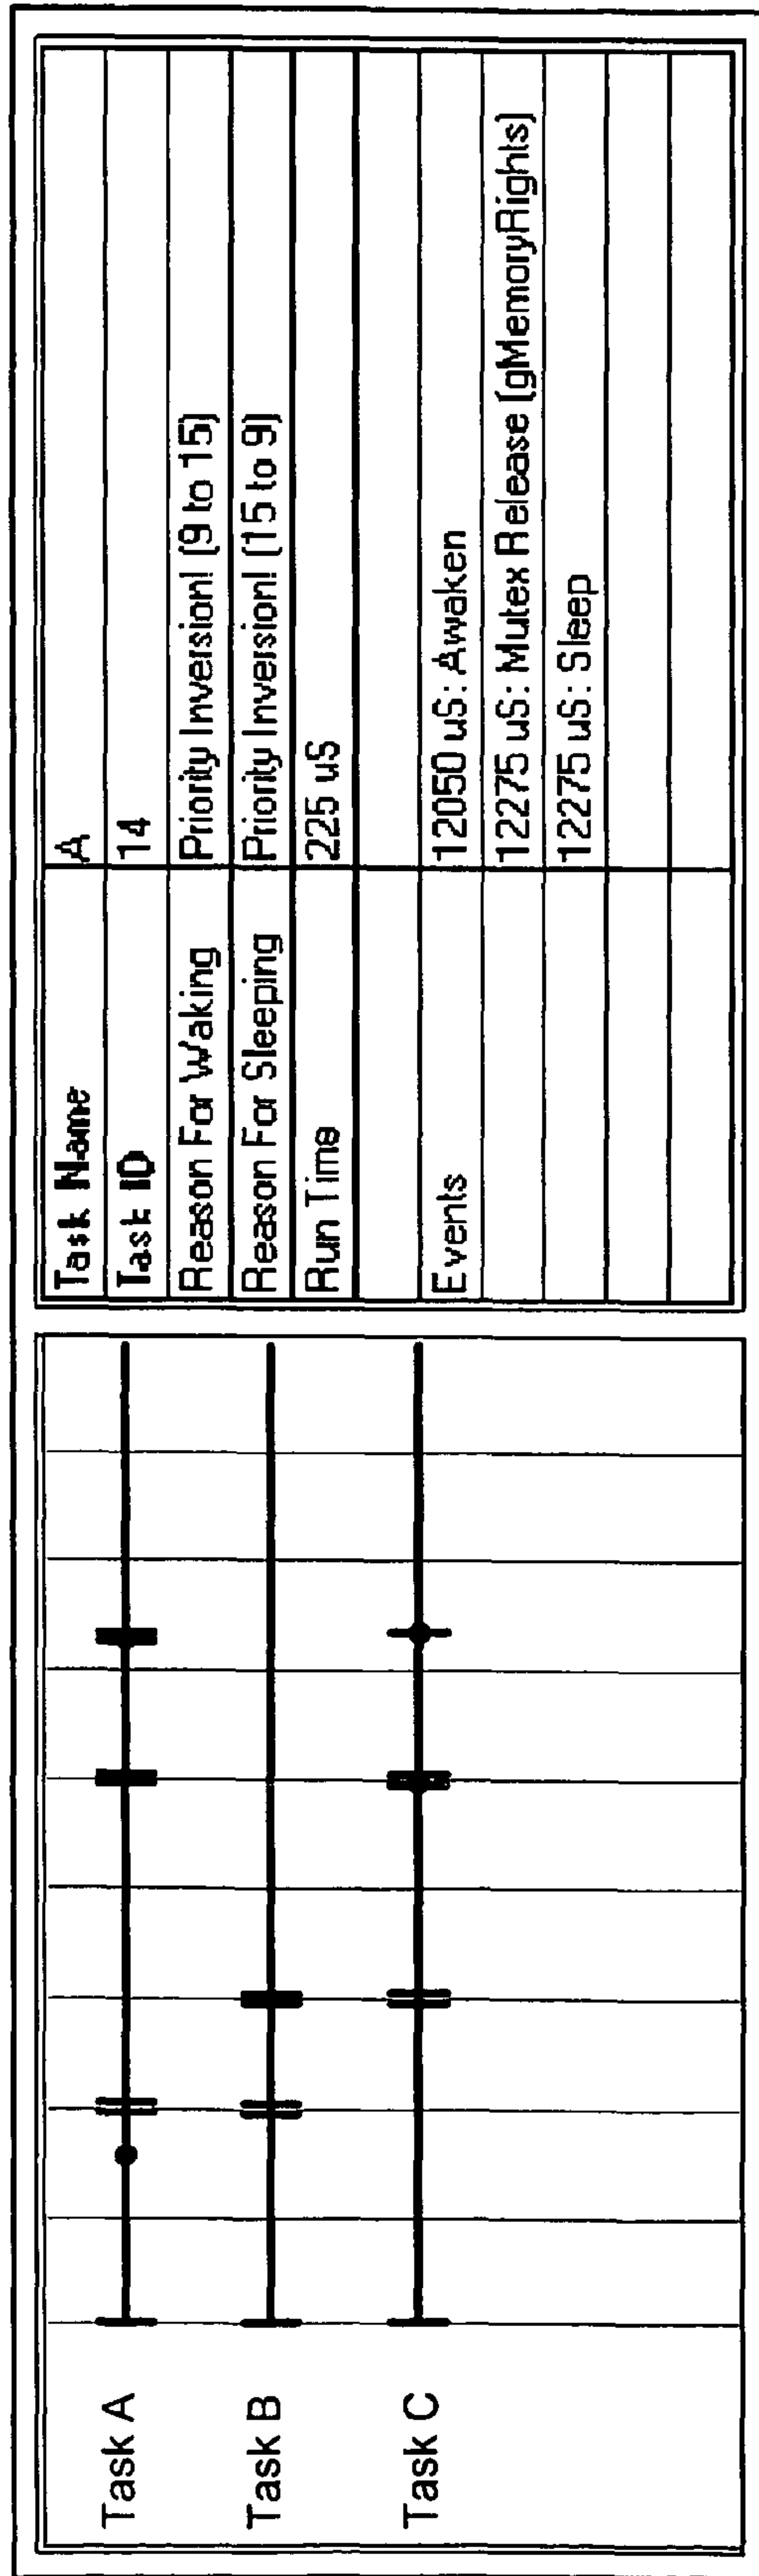 Task A
Task B
Task C
Task Name A
Task ID 14
Reason For Waking Priority Inversion! (9 to 15)
Reason For Sleeping Priority Inversion! (15 to 9)
Run Time 225 uS
Events 12050 uS: Awaken
12275 uS: Mutex Release (gMemoryRights)
12275 uS: Sleep